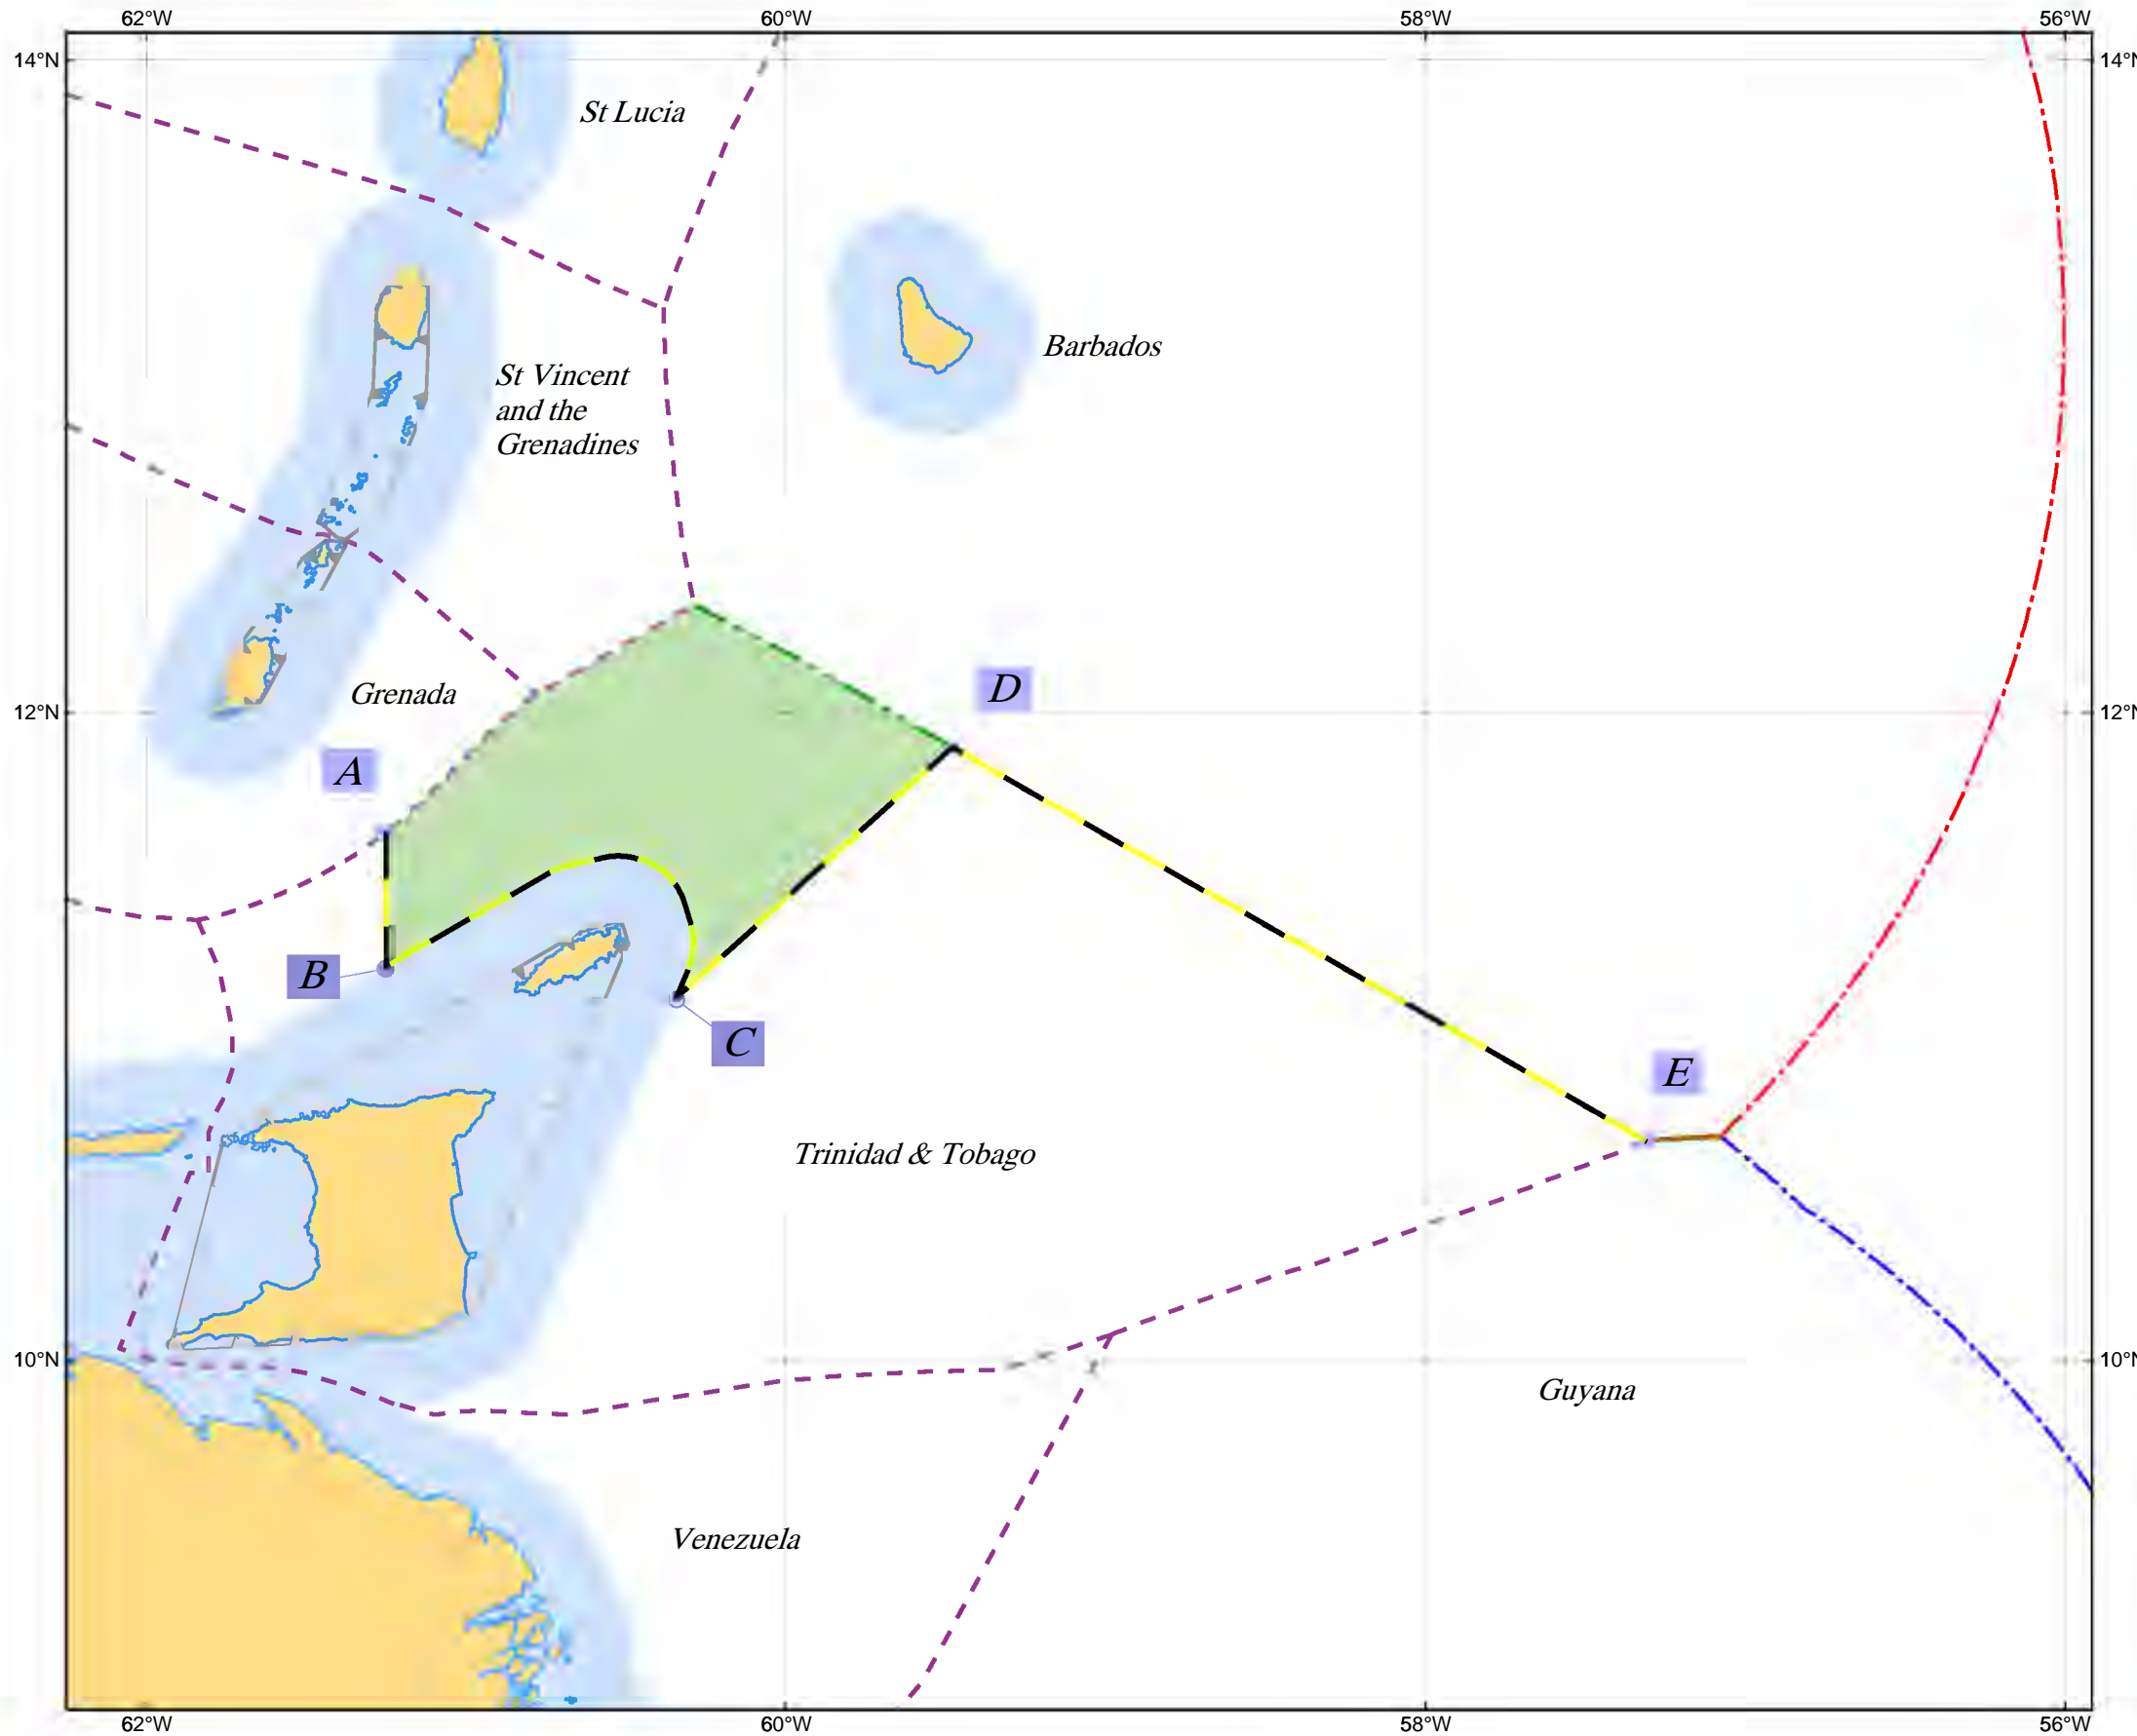 62°W 60°W 58°W 56°W
14°N 14°N
St Lucia
Barbados
St Vincent
and the
Grenadines
D
Grenada
12°N 12°N
A
B
C
E
Trinidad & Tobago
10°N 10°N
Guyana
Venezuela
62°W 60°W 58°W 56°W